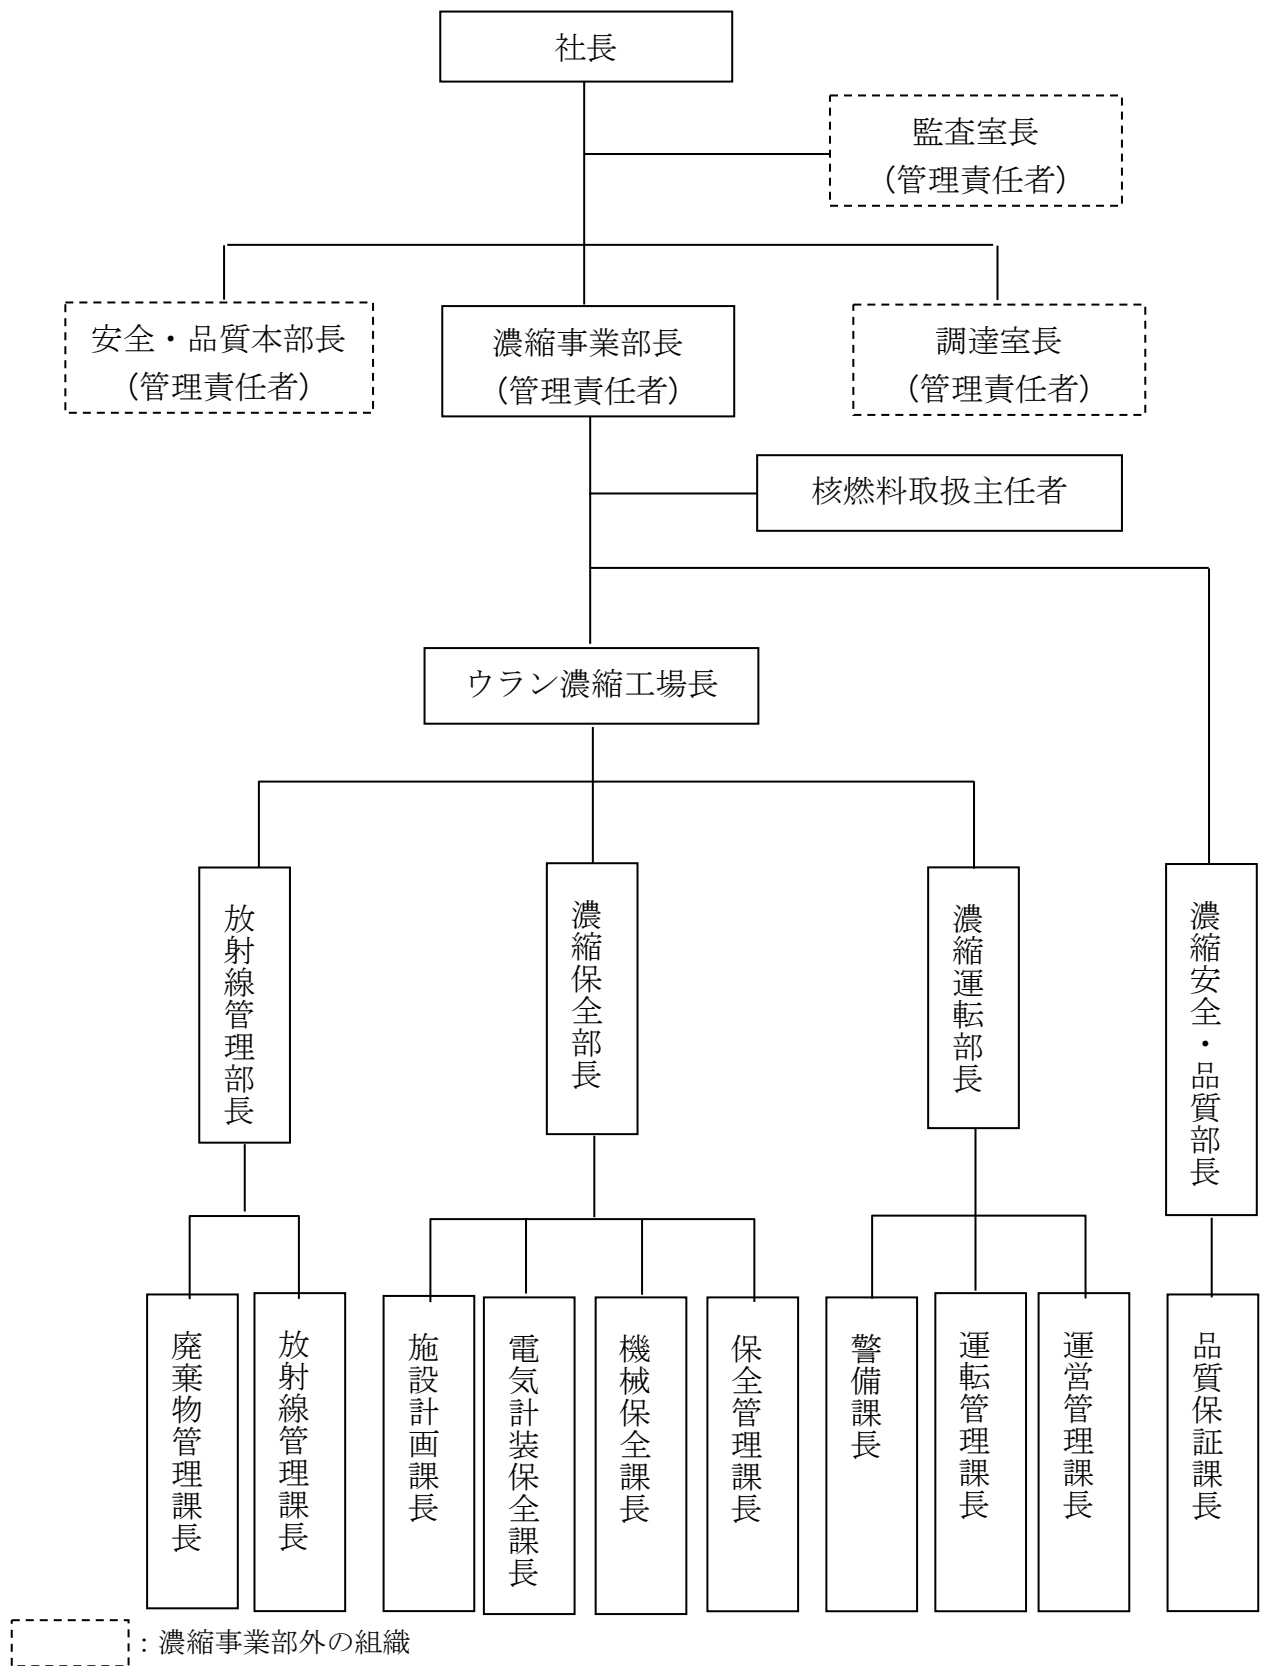 社長
監査室長
（管理責任者）
安全・品質本部長
（管理責任者）
濃縮事業部長
（管理責任者）
調達室長
（管理責任者）
核燃料取扱主任者
ウラン濃縮工場長
放射線管理部長
濃縮保全部長
濃縮運転部長
濃縮安全・品質部長
廃棄物管理課長
放射線管理課長
施設計画課長
電気計装保全課長
機械保全課長
保全管理課長
警備課長
運転管理課長
運営管理課長
品質保証課長
：濃縮事業部外の組織